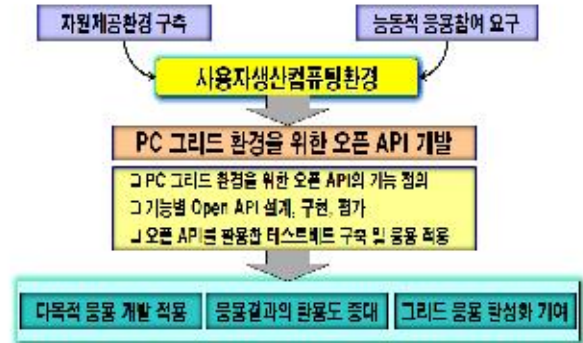 자원제공환경 구축
능동적 응용참여 요구
사용자생산컴퓨팅환경
PC 그리드 환경을 위한 오픈 API 개발
❏ PC 그리드 환경을 위한 오픈 API의 기능 정의
❏ 기능별 Open API 설계, 구현, 평가
❏ 오픈 API를 활용한 테스트베드 구축 및 응용 적용
다목적 응용 개발 적용
응용결과의 활용도 증대
그리드 응용 활성화 기여